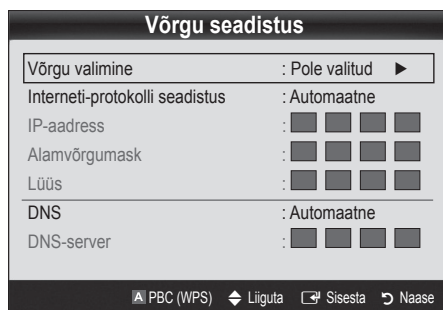 Võrgu seadistus
Võrgu valimine : Pole valitud ►
Interneti-protokolli seadistus : Automaatne
IP-aadress :
Alamvõrgumask :
Lüüs :
DNS : Automaatne
DNS-server :
A PBC (WPS) Liiguta Sisesta Naase